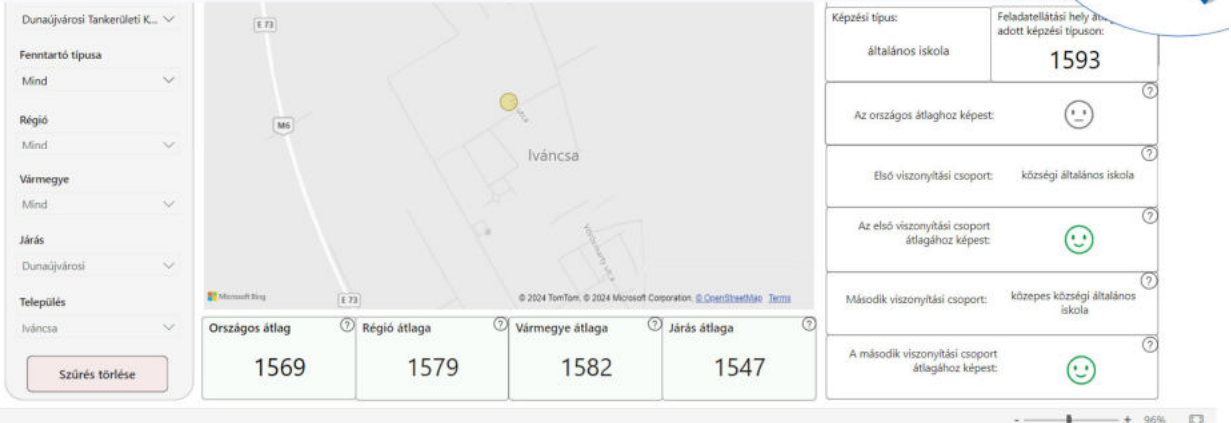 Dunaújvárosi Tankerületi K...
Fenntartó típusa
Mind
Régió
Mind
Vármegye
Mind
Járás
Dunaújvárosi
Település
Iváncsa
Szűrés törlése
E 73
M6
utca
Iváncsa
Vörösmarty utca
E 73
Microsoft Bing
© 2024 TomTom, © 2024 Microsoft Corporation, © OpenStreetMap Terms
Országos átlag
?
1569
Régió átlaga
?
1579
Vármegye átlaga
?
1582
Járás átlaga
?
1547
Képzési típus:
általános iskola
Feladatellátási hely
adott képzési típuson:
1593
?
Az országos átlaghoz képest:
?
Első viszonyítási csoport:
községi általános iskola
?
Az első viszonyítási csoport
átlagához képest:
?
Második viszonyítási csoport:
közepes községi általános
iskola
?
A második viszonyítási csoport
átlagához képest:
- + 96%